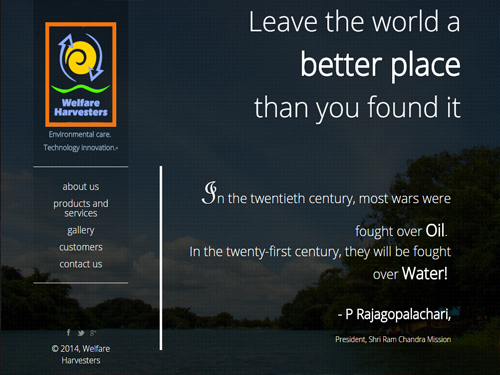 Welfare
Harvesters
Environmental care.
Technology innovation.
about us
products and
services
gallery
customers
contact us
© 2014, Welfare
Harvesters
Leave the world a
better place
than you found it
In the twentieth century, most wars were
fought over Oil.
In the twenty-first century, they will be fought
over Water!
- P Rajagopalachari,
President, Shri Ram Chandra Mission